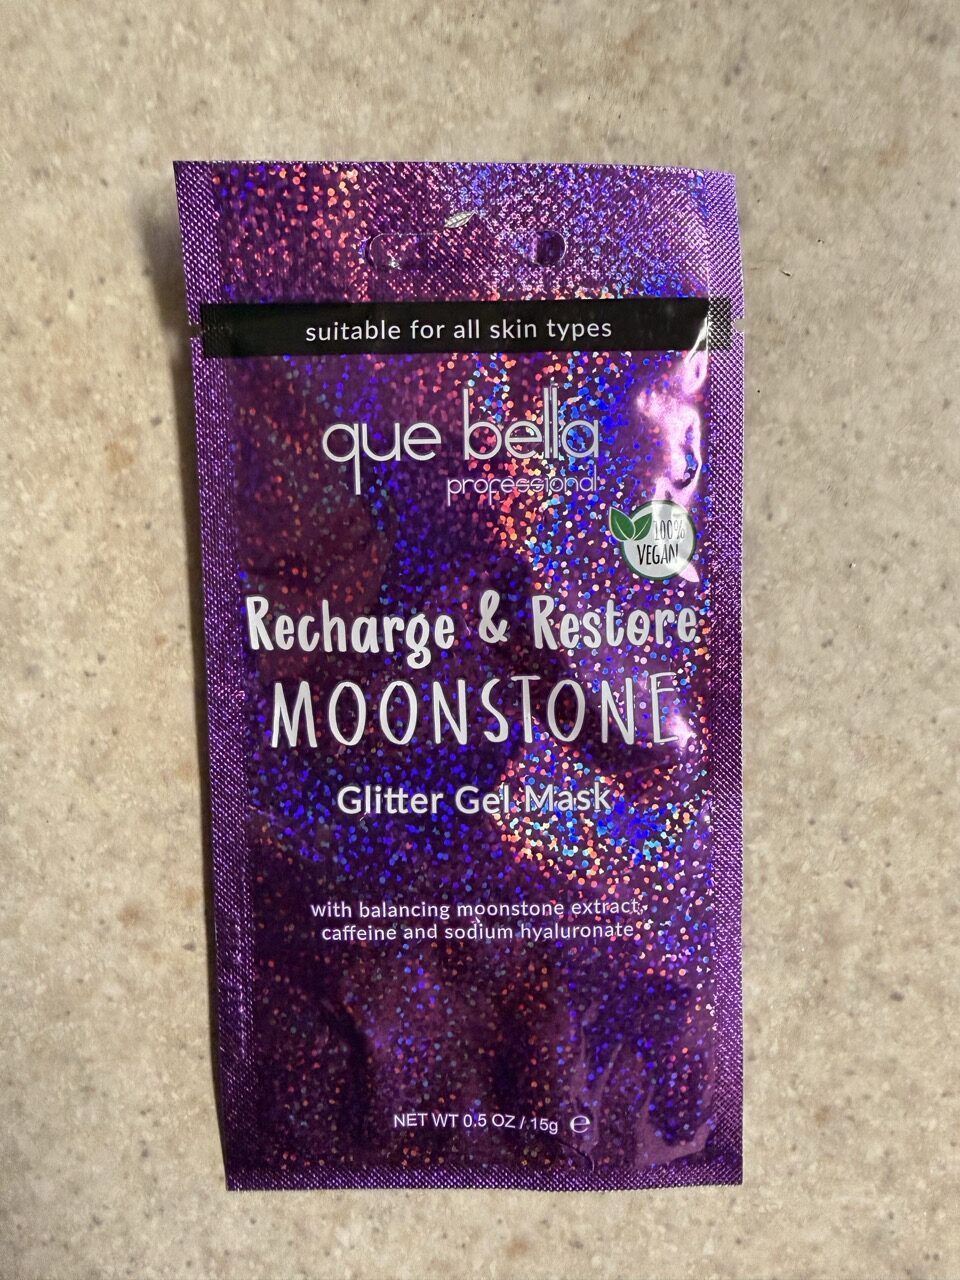 suitable for all skin types
que bella
professional
100%
VEGAN
Recharge & Restore
MOONSTONE
Glitter Gel Mask
with balancing moonstone extract,
caffeine and sodium hyaluronate
NET WT 0.5 OZ / 15g ℮